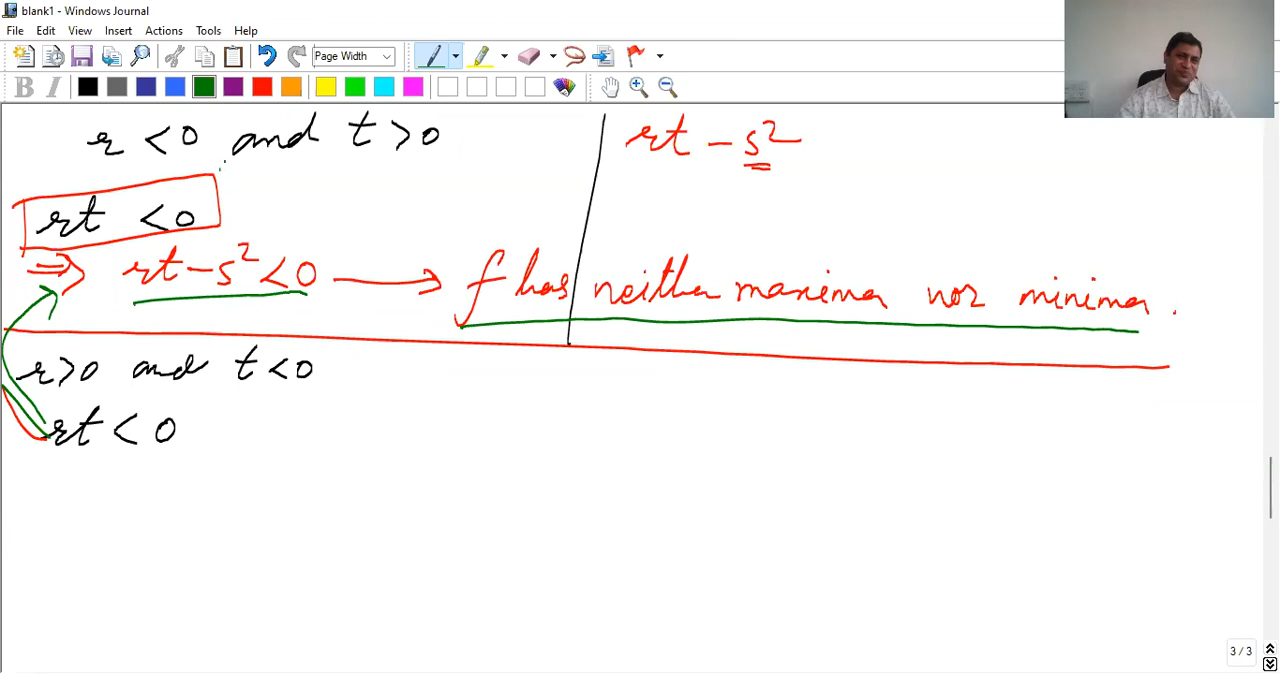 blank1 - Windows Journal
File Edit View Insert Actions Tools Help
Page Width
B I
r < 0 and t > 0
rt - s²
rt < 0
⇒ rt - s² < 0 → f has neither maxima nor minima.
r > 0 and t < 0
rt < 0
3 / 3